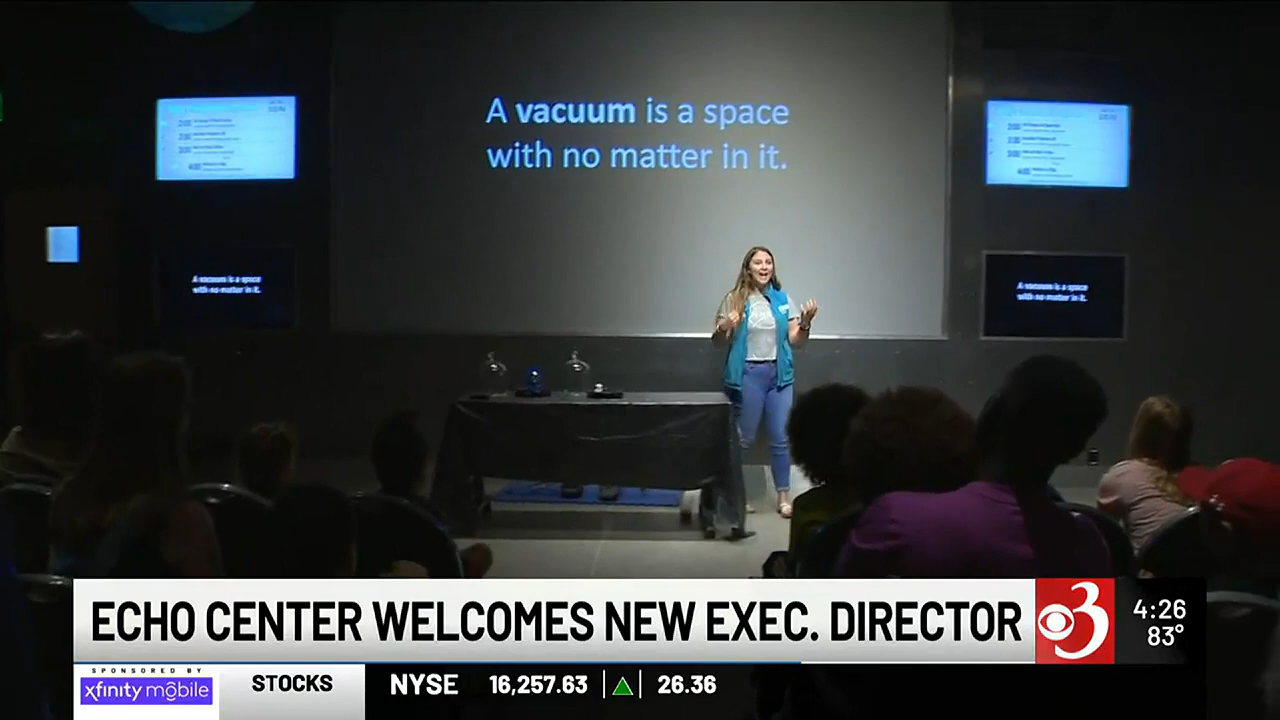 A vacuum is a space
with no matter in it.
A vacuum is a space
with no matter in it.
A vacuum is a space
with no matter in it.
ECHO CENTER WELCOMES NEW EXEC. DIRECTOR
3
4:26
83°
SPONSORED BY
xfinity mobile
STOCKS
NYSE 16,257.63 26.36